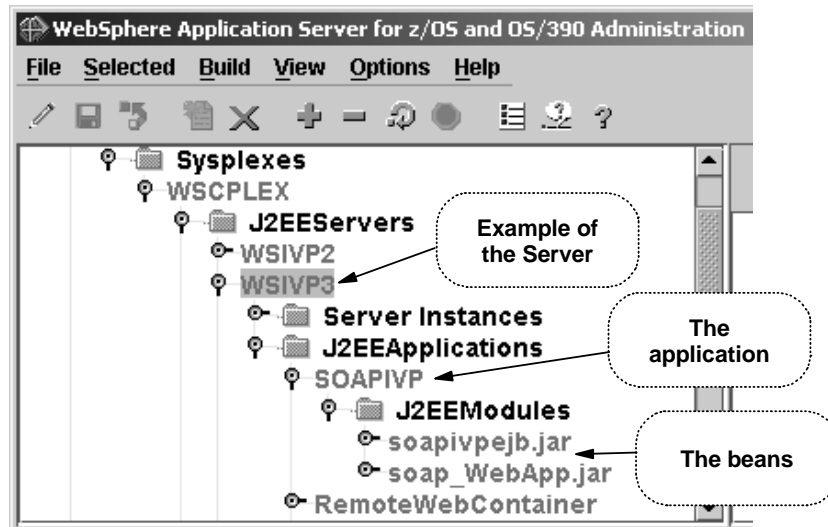 WebSphere Application Server for z/OS and OS/390 Administration
File Selected Build View Options Help
Sysplexes
WSCPLEX
J2EEServers
WSIVP2
WSIVP3
Server Instances
J2EEApplications
SOAPIVP
J2EEModules
soapivpejb.jar
soap_WebApp.jar
RemoteWebContainer
Example of
the Server
The
application
The beans